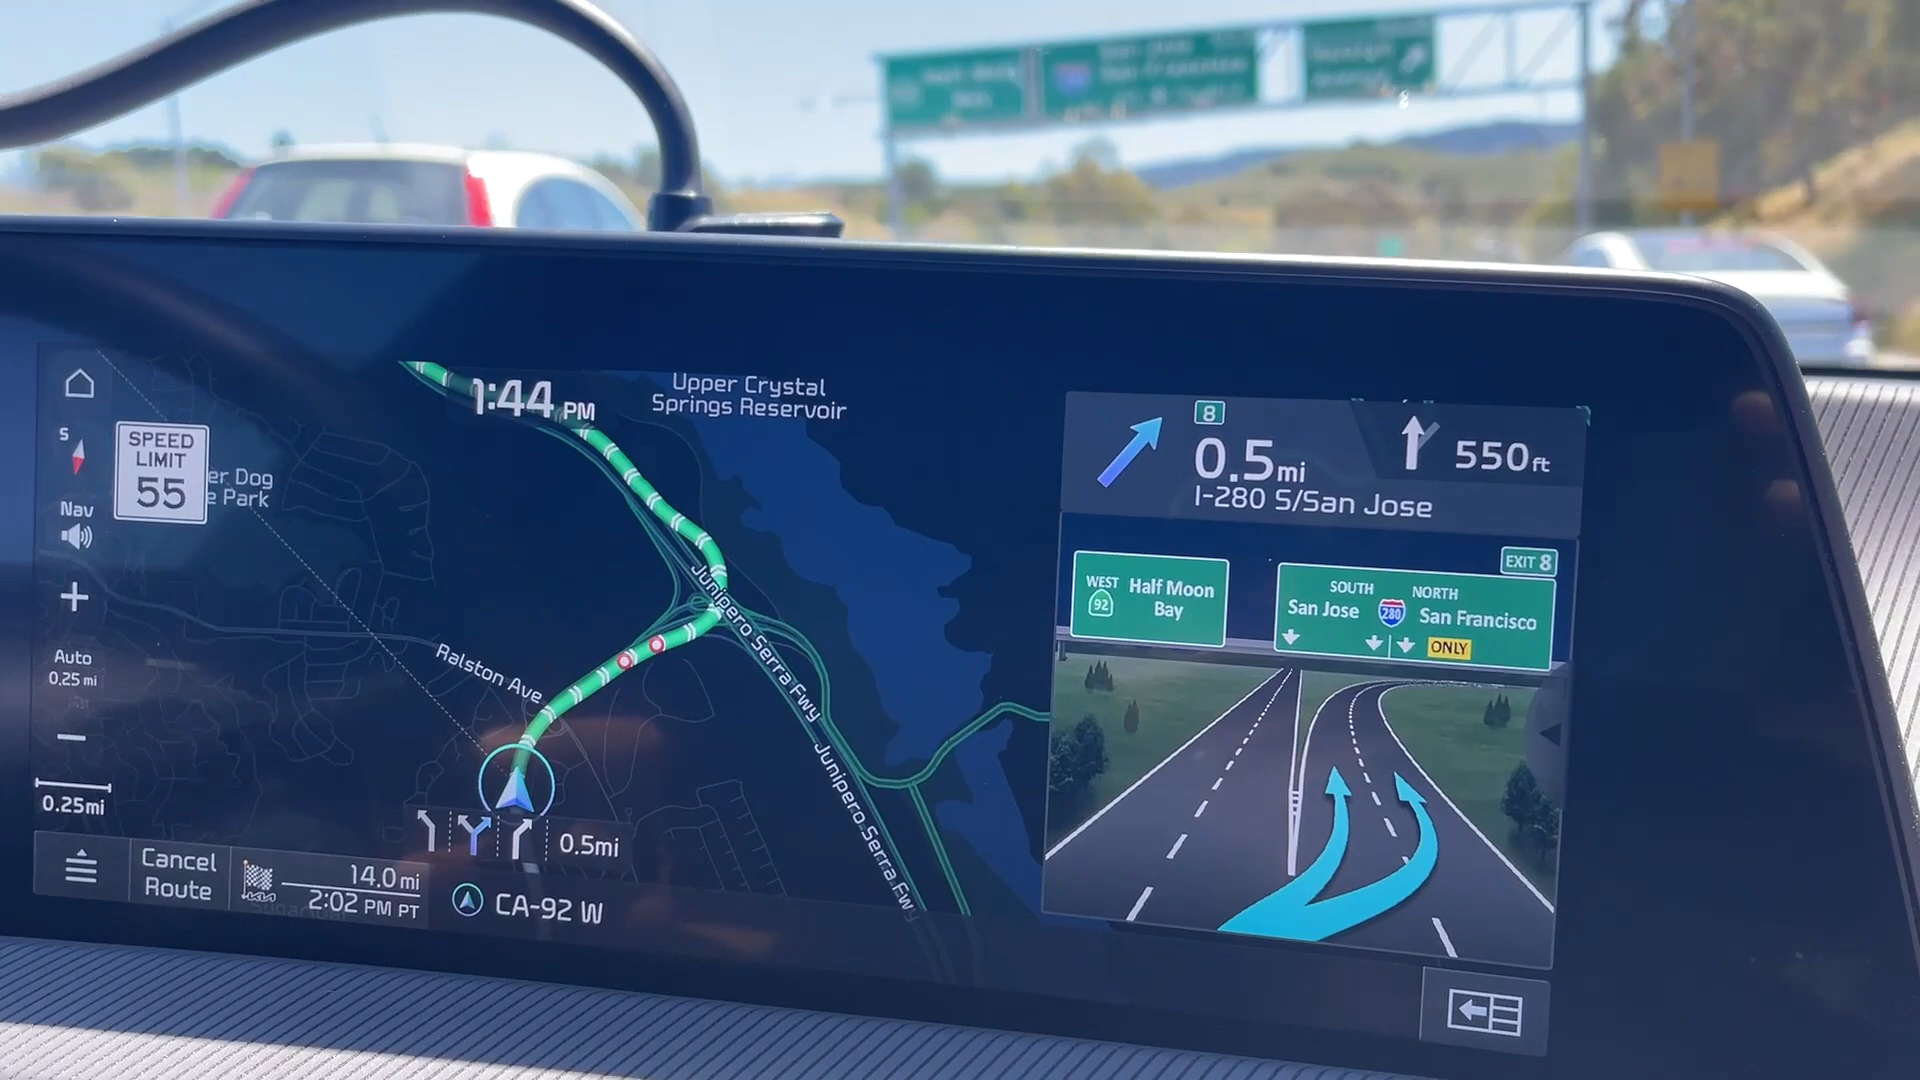 1:44 PM
Upper Crystal
Springs Reservoir
S
SPEED
LIMIT
55
er Dog
e Park
Nav
Auto
0.25 mi
0.25mi
Ralston Ave
Junipero Serra Fwy
Junipero Serra Fwy
0.5mi
Cancel
Route
KIA
14.0 mi
2:02 PM PT
CA-92 W
8
0.5mi
I-280 S/San Jose
550ft
EXIT 8
WEST
92
Half Moon
Bay
SOUTH NORTH
San Jose 280 San Francisco
ONLY